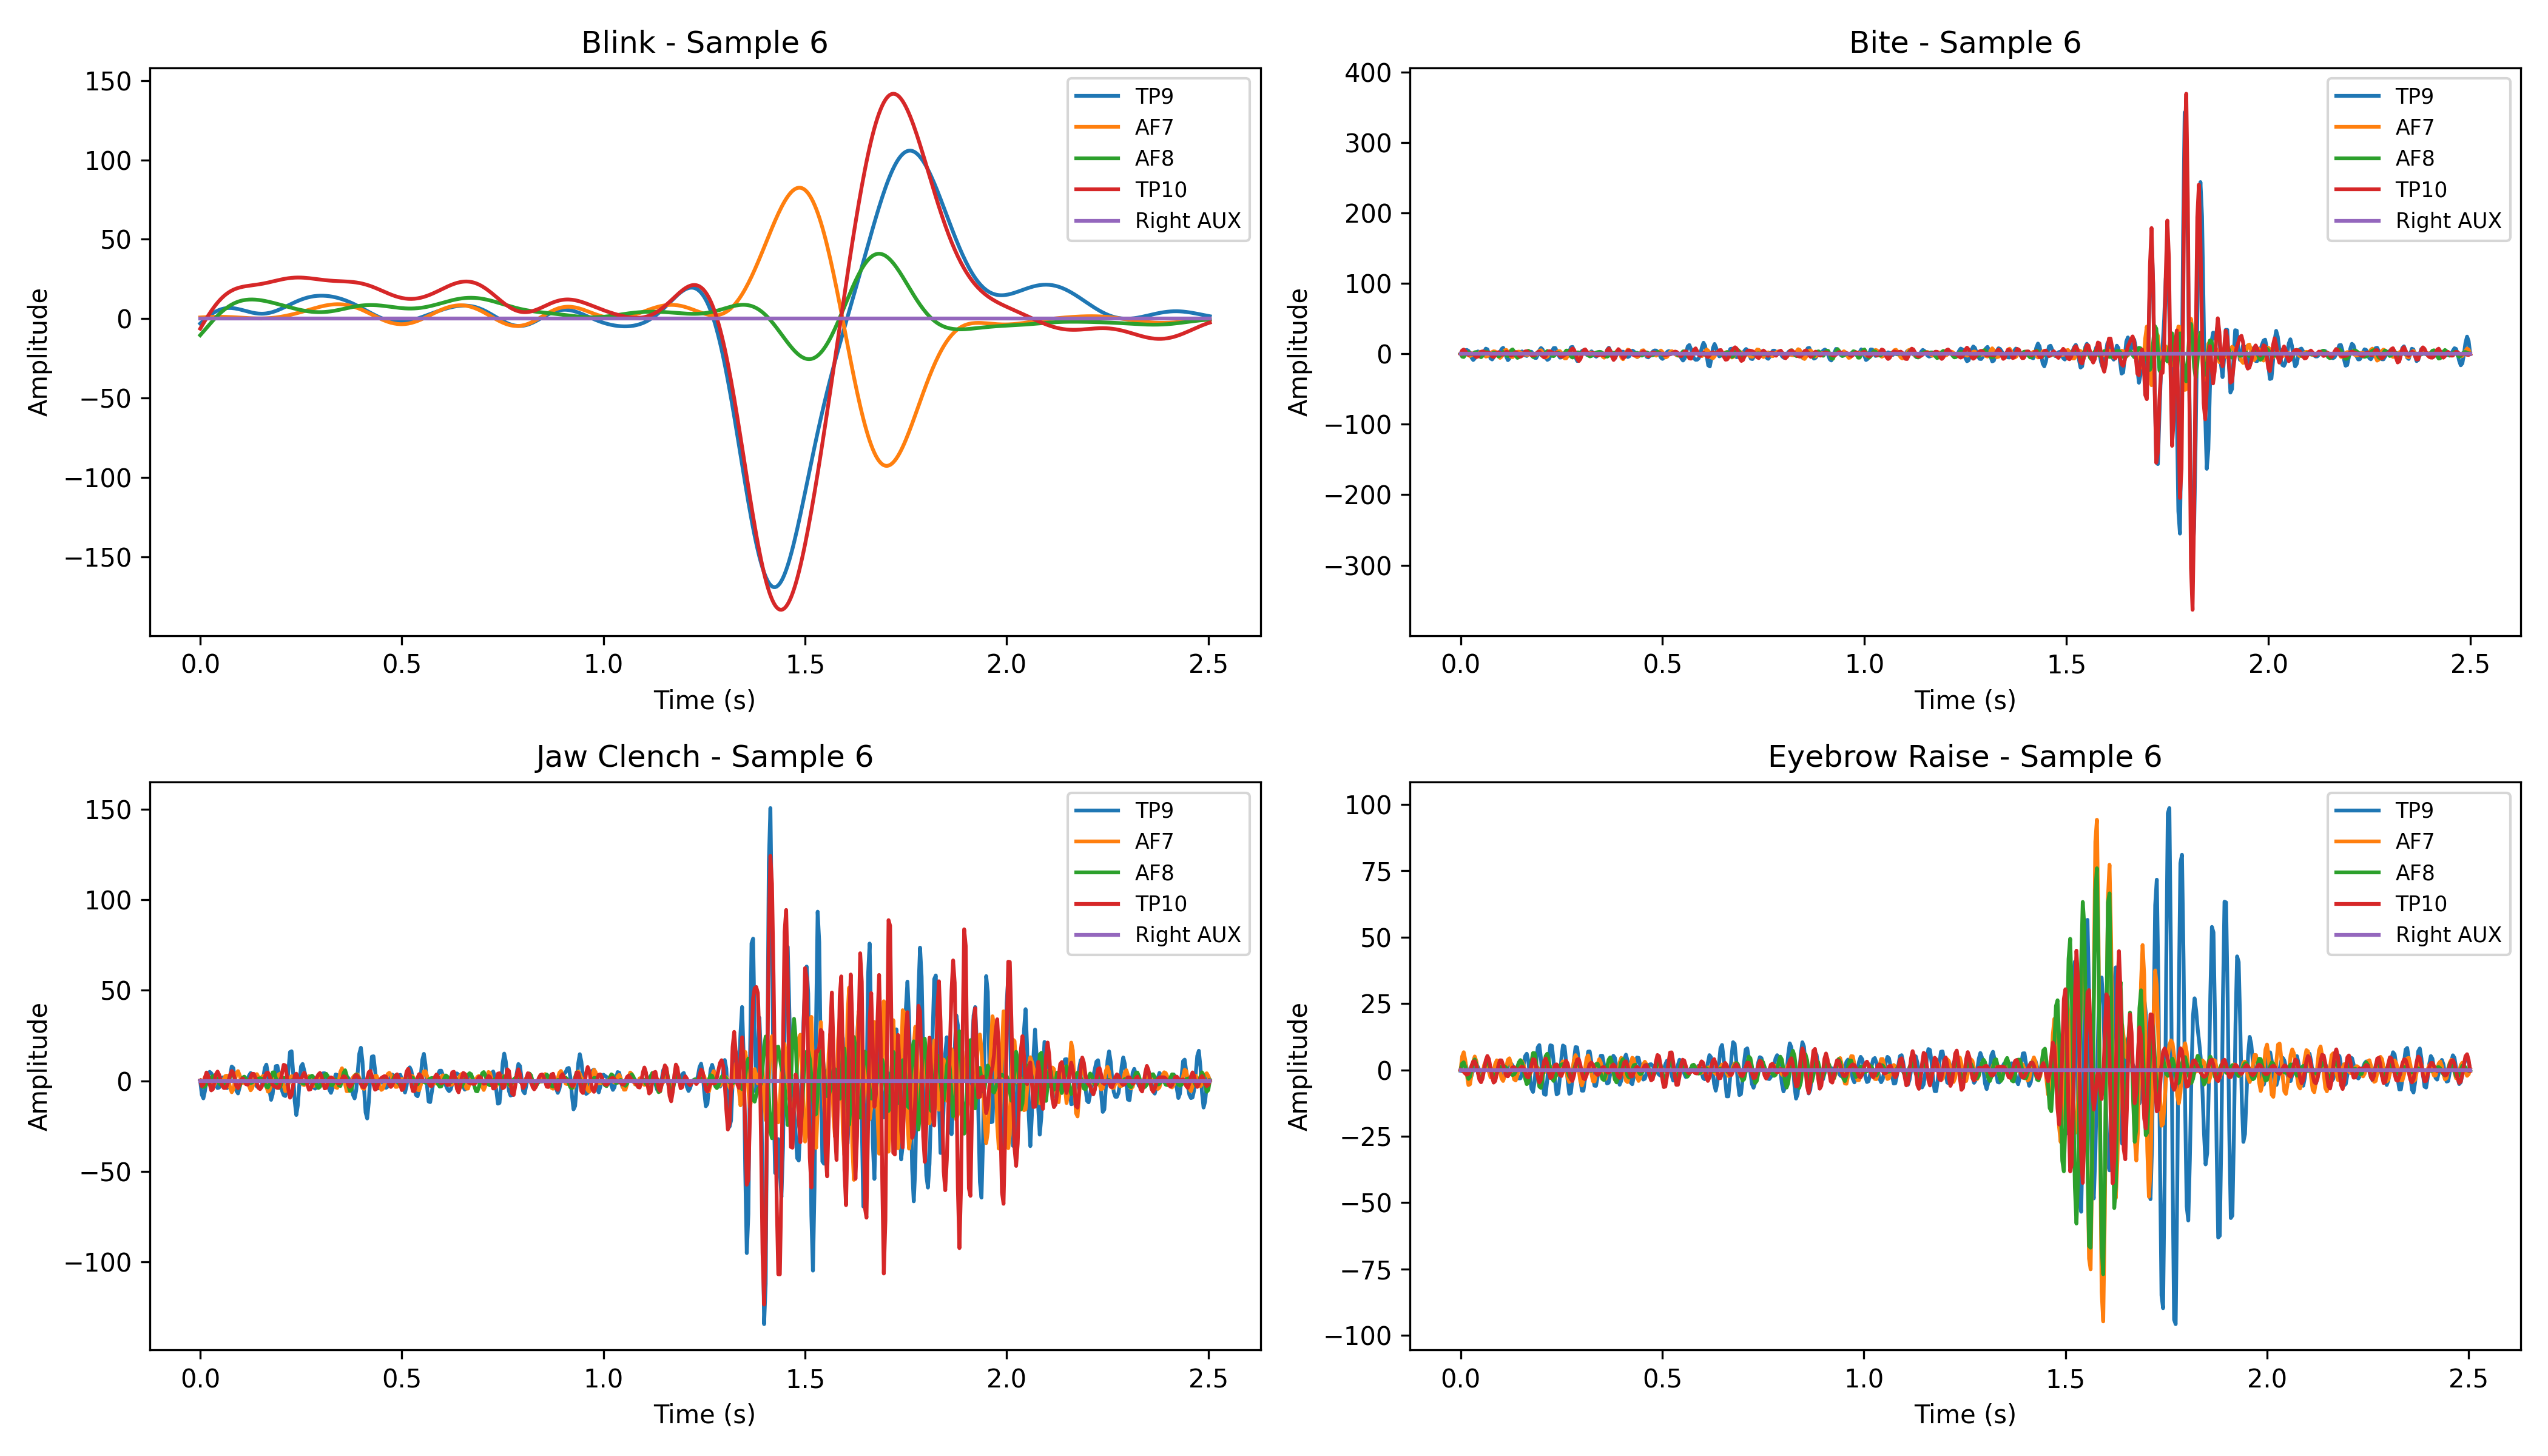 Blink - Sample 6
150
100
50
0
−50
−100
−150
Amplitude
0.0 0.5 1.0 1.5 2.0 2.5
Time (s)
TP9
AF7
AF8
TP10
Right AUX
Bite - Sample 6
400
300
200
100
0
−100
−200
−300
Amplitude
0.0 0.5 1.0 1.5 2.0 2.5
Time (s)
TP9
AF7
AF8
TP10
Right AUX
Jaw Clench - Sample 6
150
100
50
0
−50
−100
Amplitude
0.0 0.5 1.0 1.5 2.0 2.5
Time (s)
TP9
AF7
AF8
TP10
Right AUX
Eyebrow Raise - Sample 6
100
75
50
25
0
−25
−50
−75
−100
Amplitude
0.0 0.5 1.0 1.5 2.0 2.5
Time (s)
TP9
AF7
AF8
TP10
Right AUX